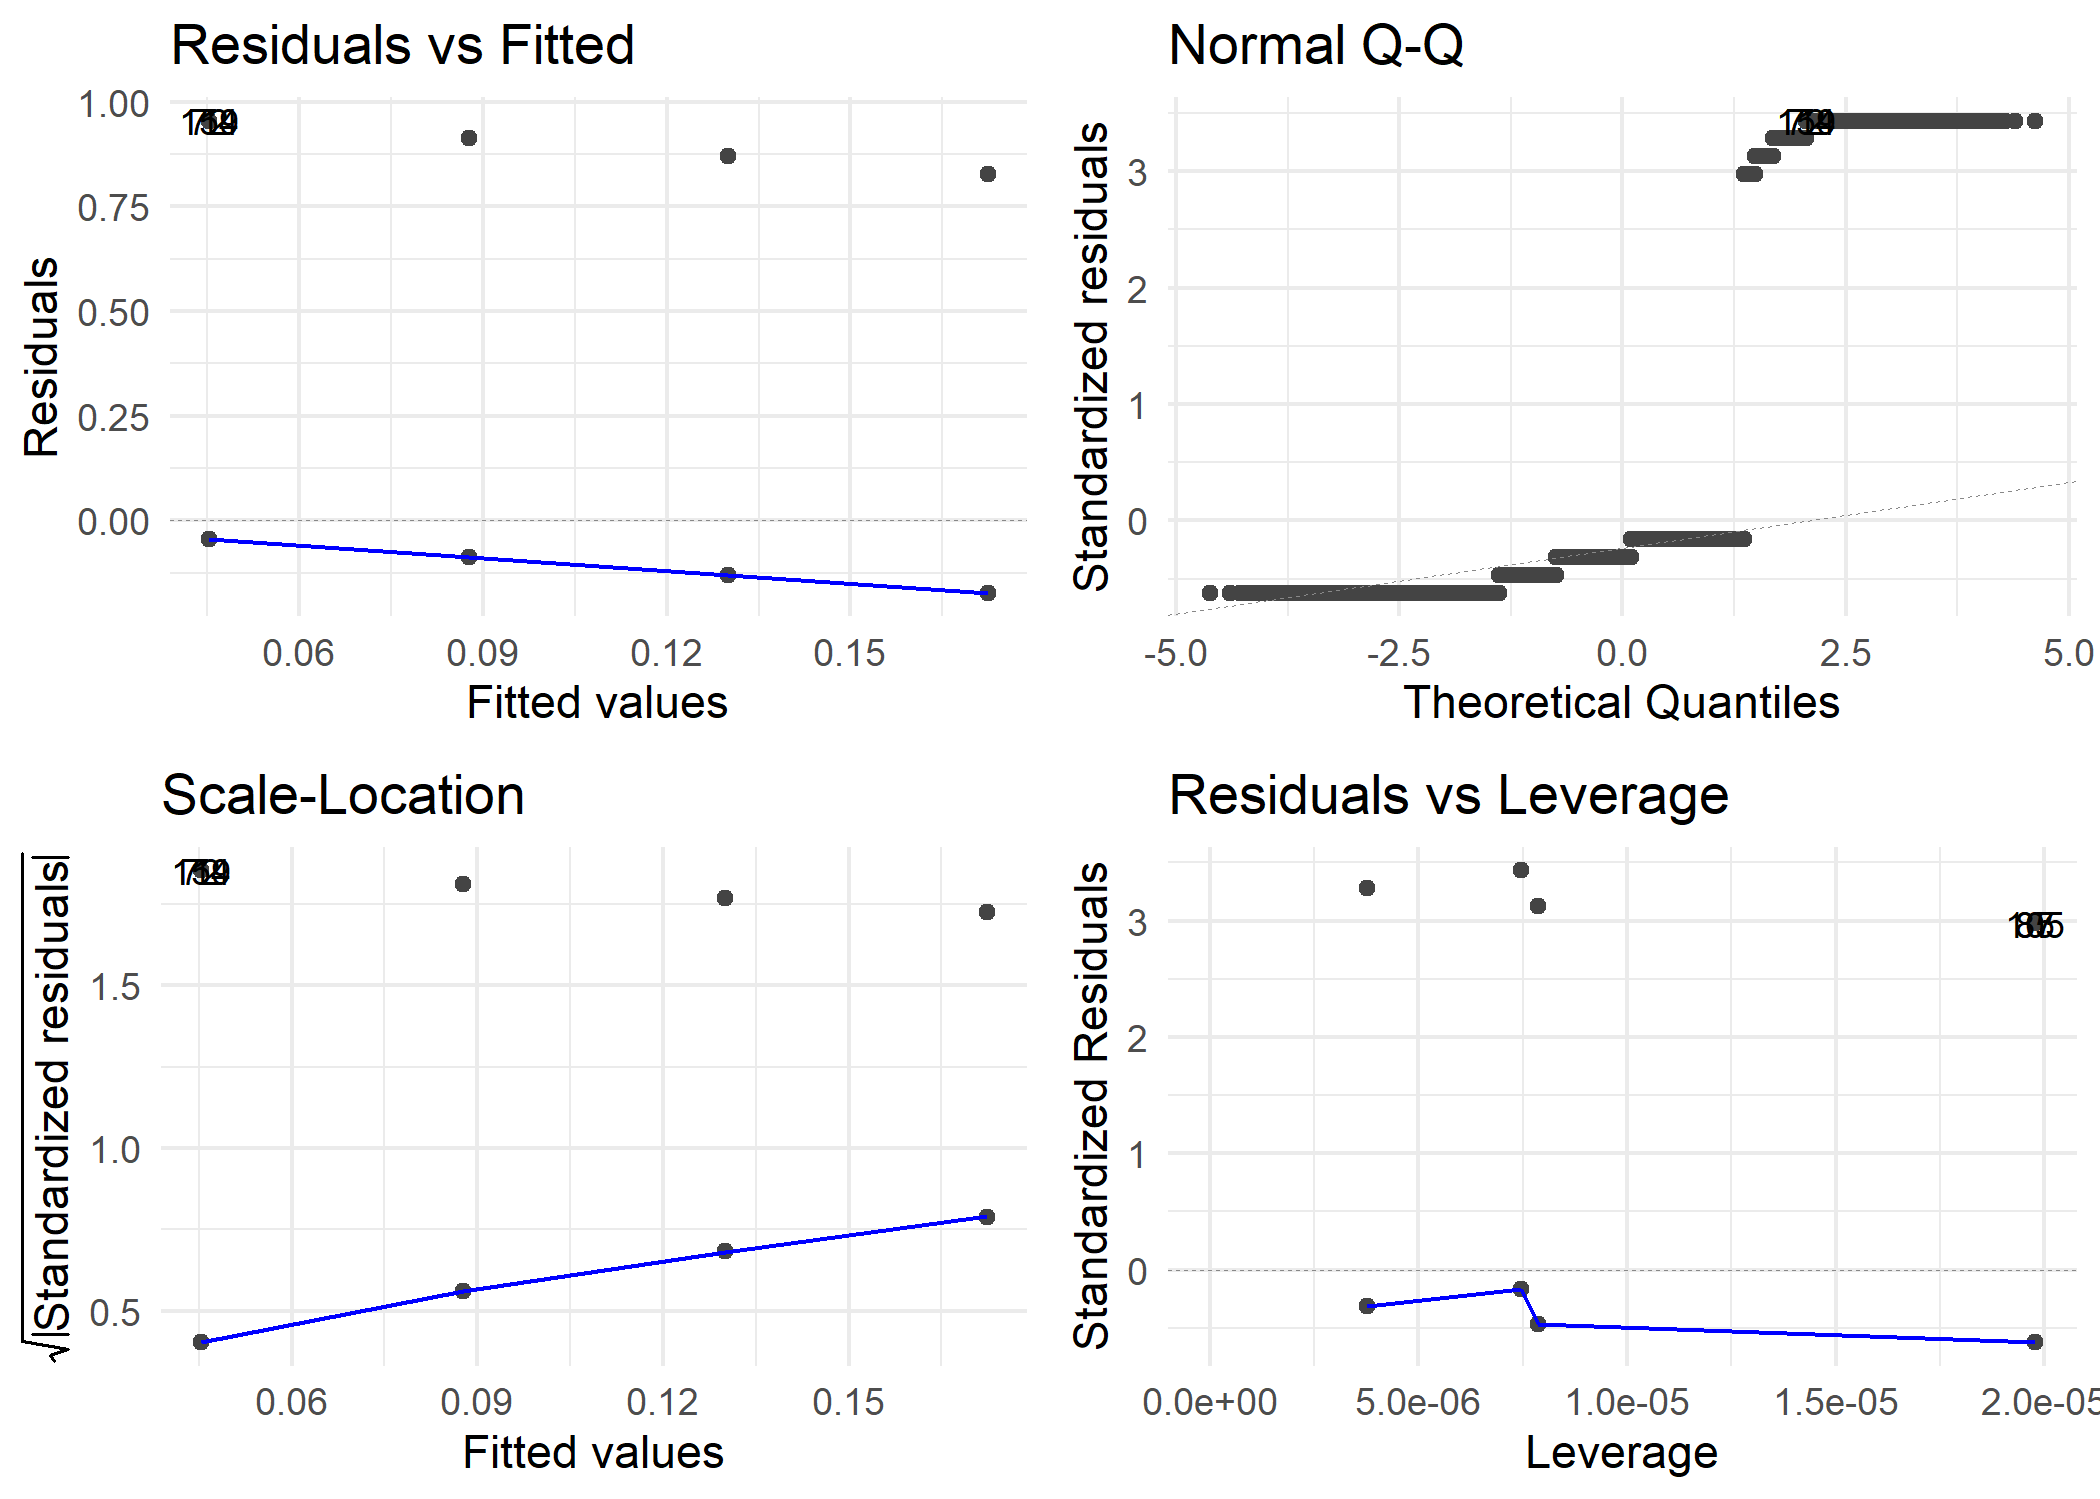 Residuals vs Fitted
1.00
0.75
0.50
0.25
0.00
Residuals
0.06 0.09 0.12 0.15
Fitted values
Normal Q-Q
3
2
1
0
Standardized residuals
-5.0 -2.5 0.0 2.5 5.0
Theoretical Quantiles
Scale-Location
1.5
1.0
0.5
√|Standardized residuals|
0.06 0.09 0.12 0.15
Fitted values
Residuals vs Leverage
3
2
1
0
Standardized Residuals
0.0e+00 5.0e-06 1.0e-05 1.5e-05 2.0e-05
Leverage